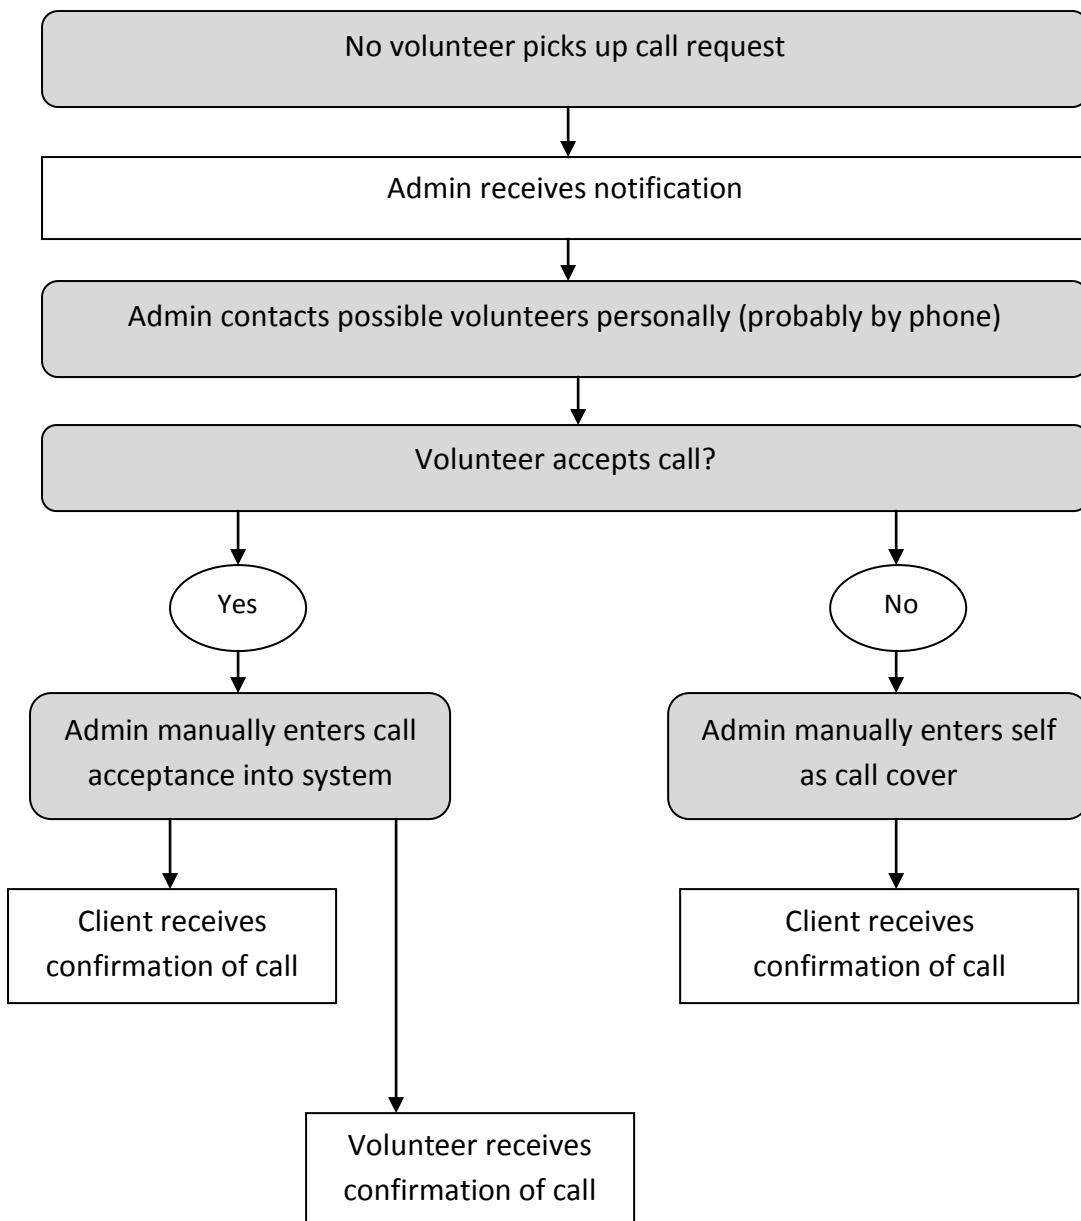 No volunteer picks up call request
Admin receives notification
Admin contacts possible volunteers personally (probably by phone)
Volunteer accepts call?
Yes
No
Admin manually enters call
acceptance into system
Admin manually enters self
as call cover
Client receives
confirmation of call
Client receives
confirmation of call
Volunteer receives
confirmation of call